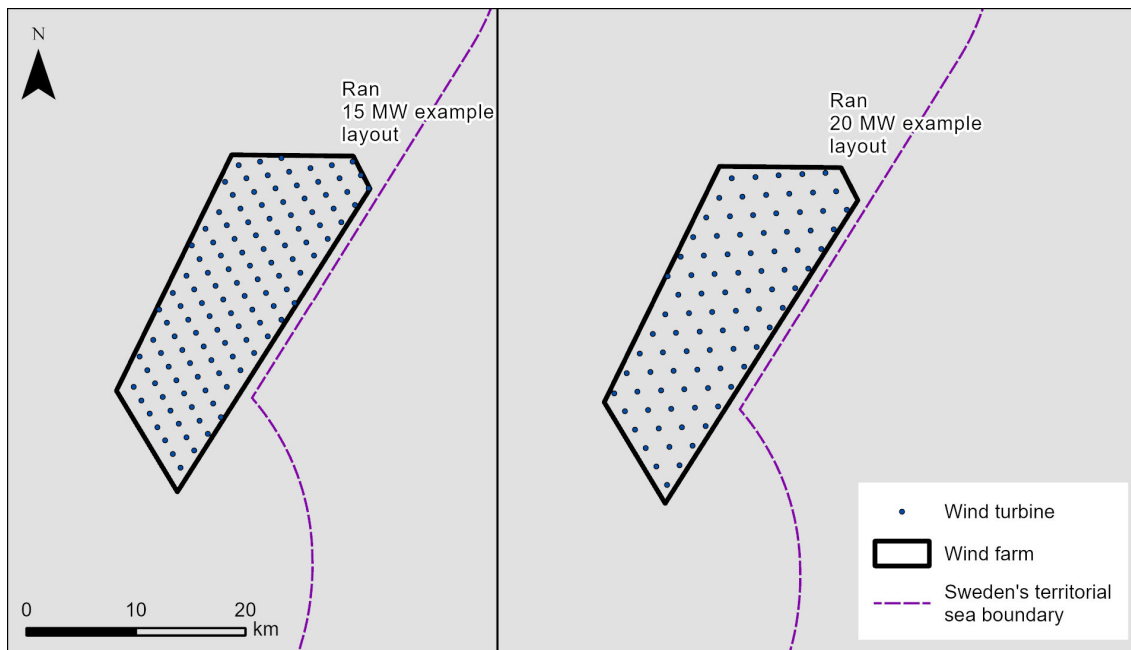 N
Ran
15 MW example
layout
Ran
20 MW example
layout
Wind turbine
Wind farm
Sweden's territorial
sea boundary
0 10 20
km